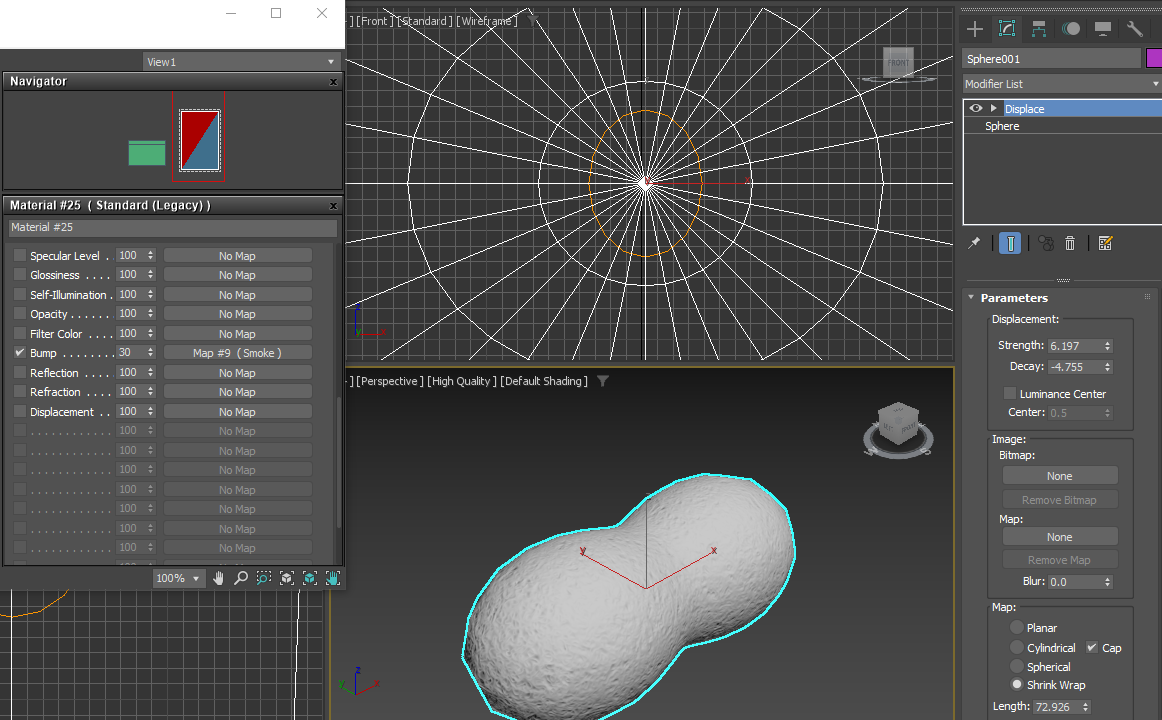 View1
Navigator
x
Material #25 ( Standard (Legacy) )
x
Material #25
Specular Level . 100 No Map
Glossiness . . . . 100 No Map
Self-Illumination . 100 No Map
Opacity . . . . . . 100 No Map
Filter Color . . . . 100 No Map
Bump . . . . . . . . 30 Map #9 ( Smoke )
Reflection . . . . 100 No Map
Refraction . . . . 100 No Map
Displacement . . 100 No Map
. . . . . . . . . . . . 100 No Map
. . . . . . . . . . . . 100 No Map
. . . . . . . . . . . . 100 No Map
. . . . . . . . . . . . 100 No Map
. . . . . . . . . . . . 100 No Map
. . . . . . . . . . . . 100 No Map
. . . . . . . . . . . . 100 No Map
100%
] [Front ] [Standard ] [Wireframe ]
FRONT
x
z
y x
] [Perspective ] [High Quality ] [Default Shading ]
W
y
x
z
y
x
Sphere001
Modifier List
Displace
Sphere
Parameters
Displacement:
Strength: 6.197
Decay: -4.755
Luminance Center
Center: 0.5
Image:
Bitmap:
None
Remove Bitmap
Map:
None
Remove Map
Blur: 0.0
Map:
Planar
Cylindrical Cap
Spherical
Shrink Wrap
Length: 72.926